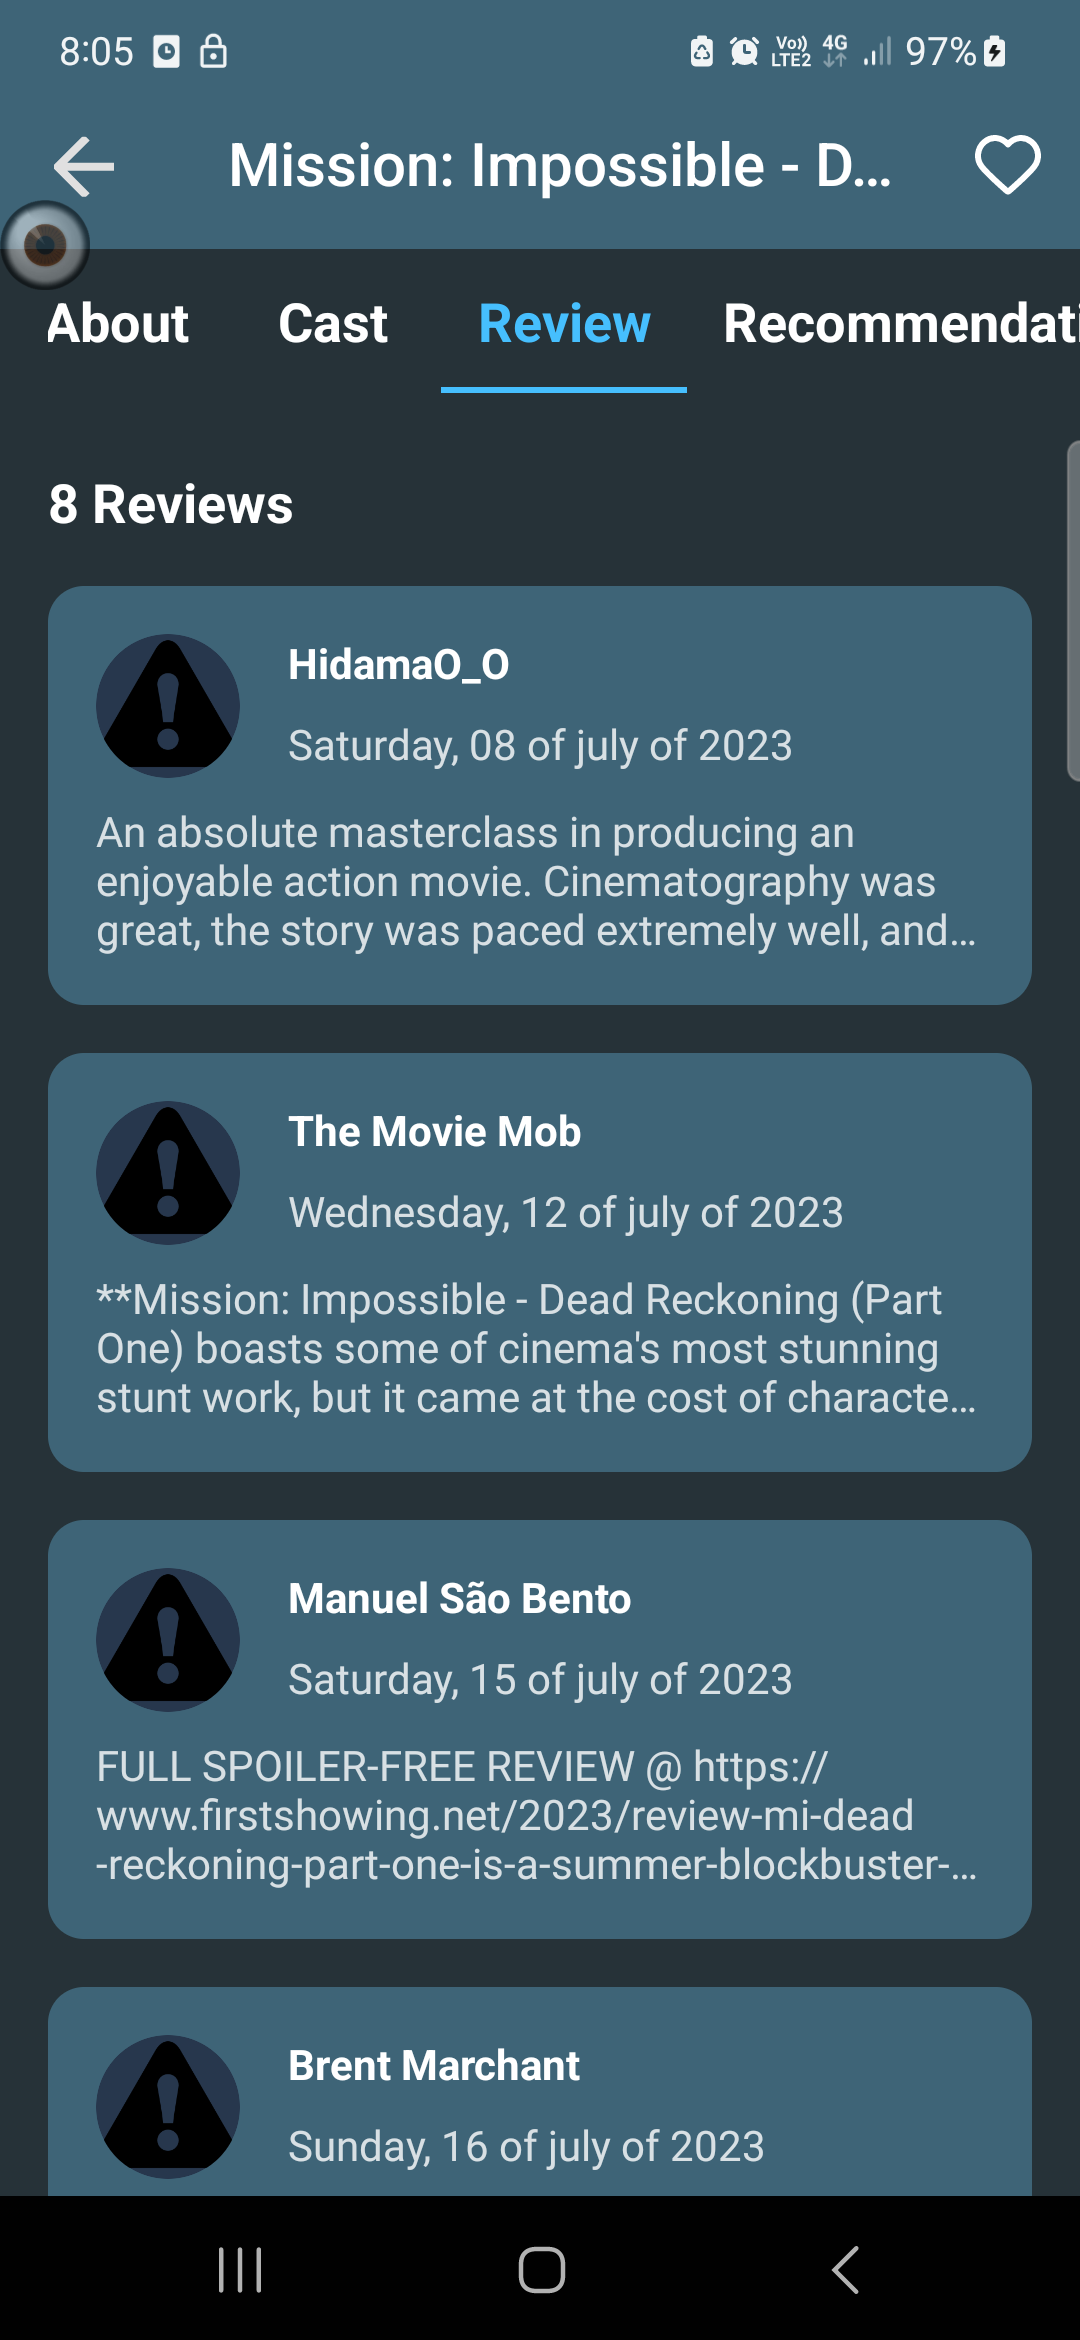 8:05
Vo)) LTE2 4G 97%
Mission: Impossible - D...
About Cast Review Recommendati
8 Reviews
HidamaO_O
Saturday, 08 of july of 2023
An absolute masterclass in producing an
enjoyable action movie. Cinematography was
great, the story was paced extremely well, and...
The Movie Mob
Wednesday, 12 of july of 2023
**Mission: Impossible - Dead Reckoning (Part
One) boasts some of cinema's most stunning
stunt work, but it came at the cost of characte...
Manuel São Bento
Saturday, 15 of july of 2023
FULL SPOILER-FREE REVIEW @ https://
www.firstshowing.net/2023/review-mi-dead
-reckoning-part-one-is-a-summer-blockbuster-...
Brent Marchant
Sunday, 16 of july of 2023